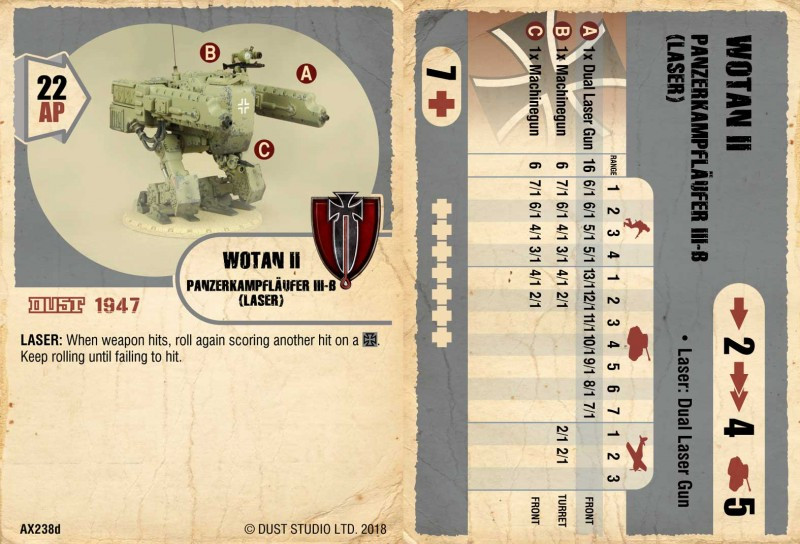 22
AP
B
A
C
WOTAN II
PANZERKAMPFLÄUFER III-B
(LASER)
DUST 1947
LASER: When weapon hits, roll again scoring another hit on a .
Keep rolling until failing to hit.
AX238d
© DUST STUDIO LTD. 2018
WOTAN II
PANZERKAMPFLÄUFER III-B
(LASER)
7
2 4 5
• Laser: Dual Laser Gun
RANGE 1 2 3 4 1 2 3 4 5 6 7 1 2 3
A 1x Dual Laser Gun 16 6/1 6/1 5/1 5/1 13/1 12/1 11/1 10/1 9/1 8/1 7/1 FRONT
B 1x Machinegun 6 7/1 6/1 4/1 3/1 4/1 2/1 2/1 2/1 TURRET
C 1x Machinegun 6 7/1 6/1 4/1 3/1 4/1 2/1 FRONT